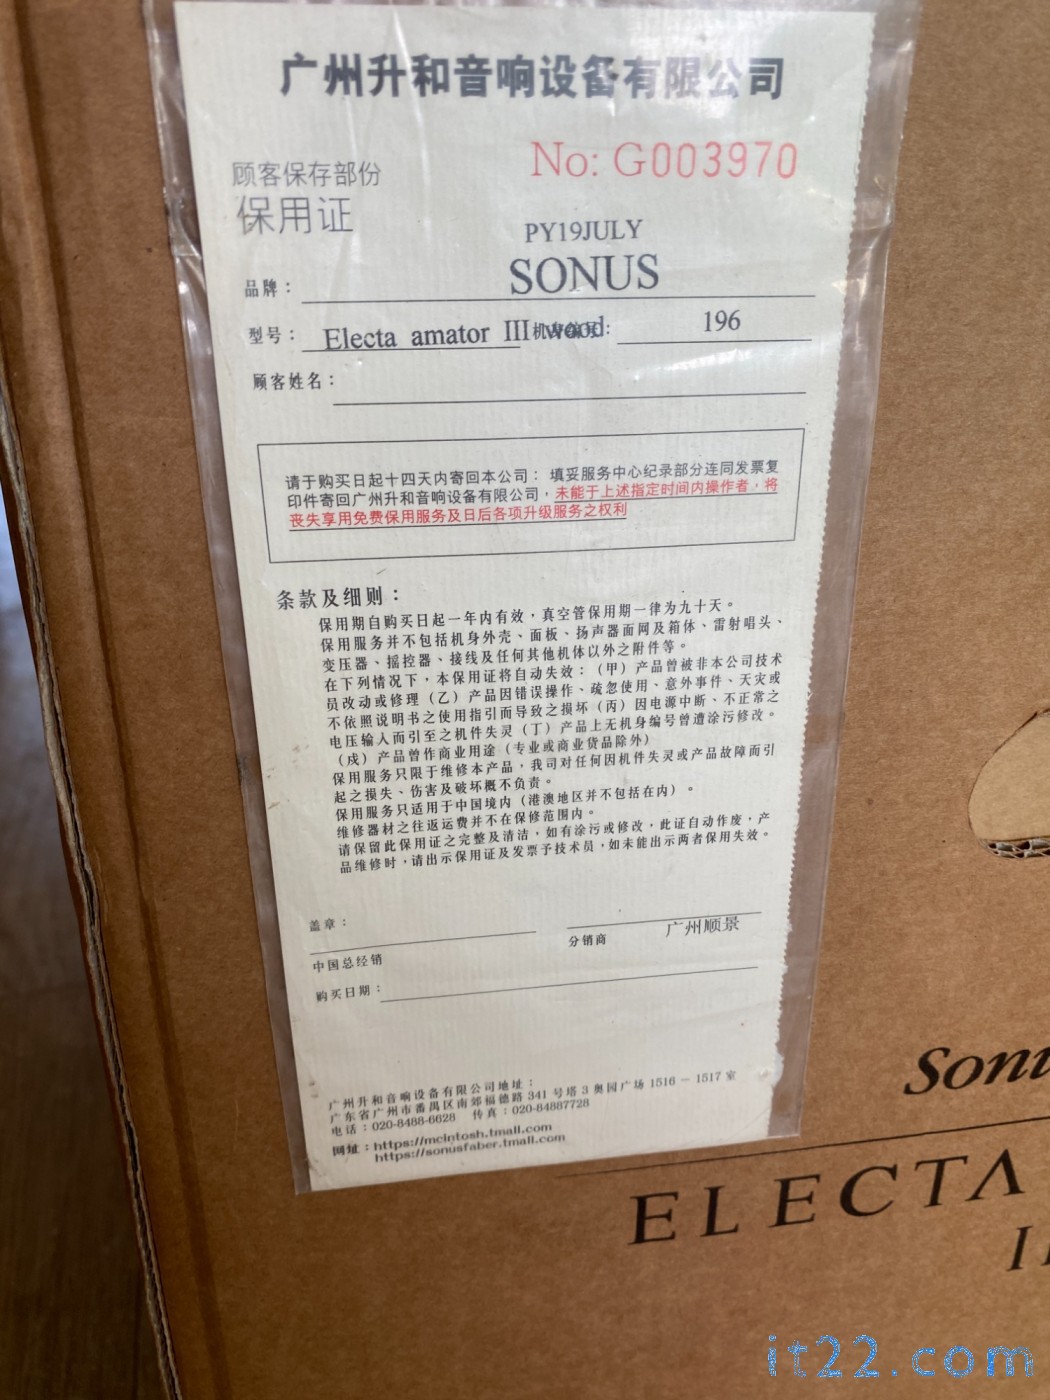 广州升和音响设备有限公司
No: G003970
顾客保存部份
保用证
PY19JULY
品牌： SONUS
型号： Electa amator III wood 196
顾客姓名：
请于购买日起十四天内寄回本公司： 填妥服务中心纪录部分连同发票复
印件寄回广州升和音响设备有限公司，未能于上述指定时间内操作者，将
丧失享用免费保用服务及日后各项升级服务之权利
条款及细则：
保用期自购买日起一年内有效，真空管保用期一律为九十天。
保用服务并不包括机身外壳、面板、扬声器面网及箱体、雷射唱头、
变压器、摇控器、接线及任何其他机体以外之附件等。
在下列情况下，本保用证将自动失效：（甲）产品曾被非本公司技术
员改动或修理（乙）产品因错误操作、疏忽使用、意外事件、天灾或
不依照说明书之使用指引而导致之损坏（丙）因电源中断、不正常之
电压输入而引至之机件失灵（丁）产品上无机身编号曾遭涂污修改。
（戍）产品曾作商业用途（专业或商业货品除外）
保用服务只限于维修本产品，我司对任何因机件失灵或产品故障而引
起之损失、伤害及破坏概不负责。
保用服务只适用于中国境内（港澳地区并不包括在内）。
维修器材之往返运费并不在保修范围内。
请保留此保用证之完整及清洁，如有涂污或修改，此证自动作废，产
品维修时，请出示保用证及发票予技术员，如未能出示两者保用失效。
盖章：
中国总经销
分销商 广州顺景
购买日期：
广州升和音响设备有限公司地址：
广东省广州市番禺区南郊福德路 341 号塔 3 奥园广场 1516 － 1517 室
电话：020-8488-6628 传真：020-84887728
网址：https://mcintosh.tmall.com
https://sonusfaber.tmall.com
Sonu
ELECTA
it22.com